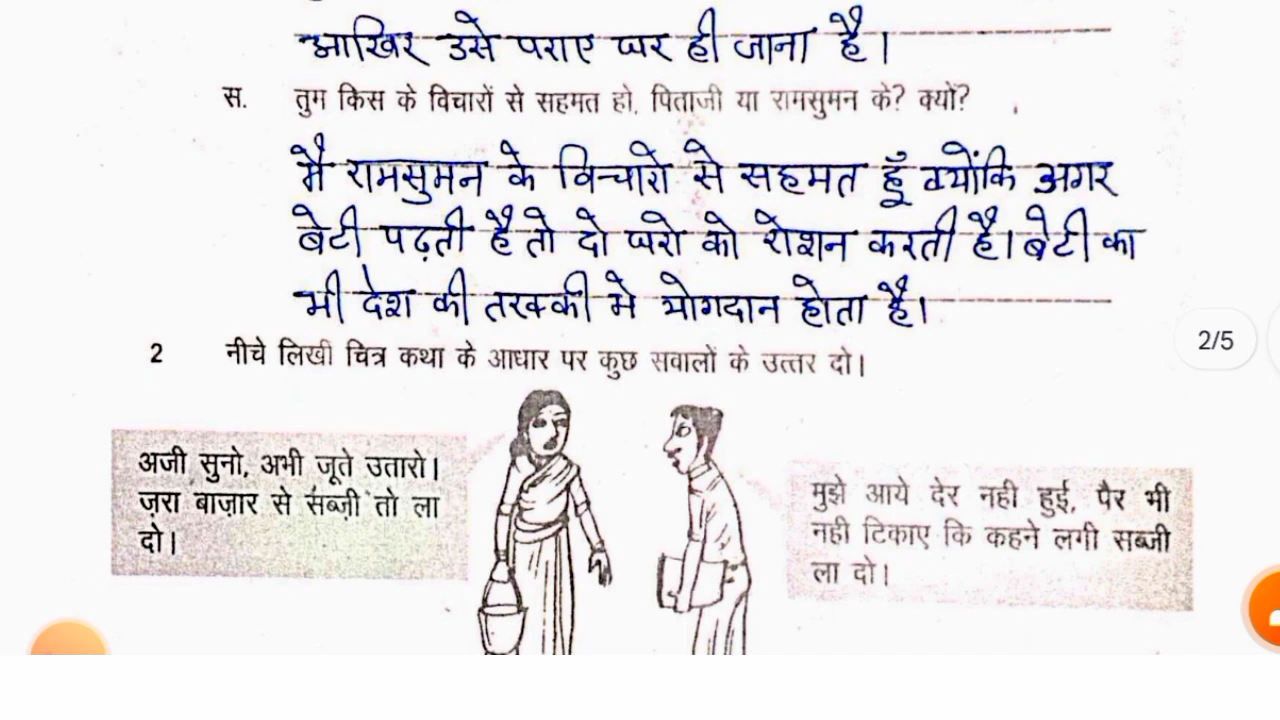 आखिर उसे पराए घर ही जाना है।
स. तुम किस के विचारों से सहमत हो, पिताजी या रामसुमन के? क्यों?
मै रामसुमन के विचारो से सहमत हूँ क्योंकि अगर
बेटी पढ़ती है तो दो घरो को रोशन करती है। बेटी का
भी देश की तरक्की मे योगदान होता है।
2/5
2 नीचे लिखी चित्र कथा के आधार पर कुछ सवालों के उत्तर दो।
अजी सुनो, अभी जूते उतारो।
ज़रा बाज़ार से सब्ज़ी तो ला
दो।
मुझे आये देर नही हुई, पैर भी
नही टिकाए कि कहने लगी सब्जी
ला दो।